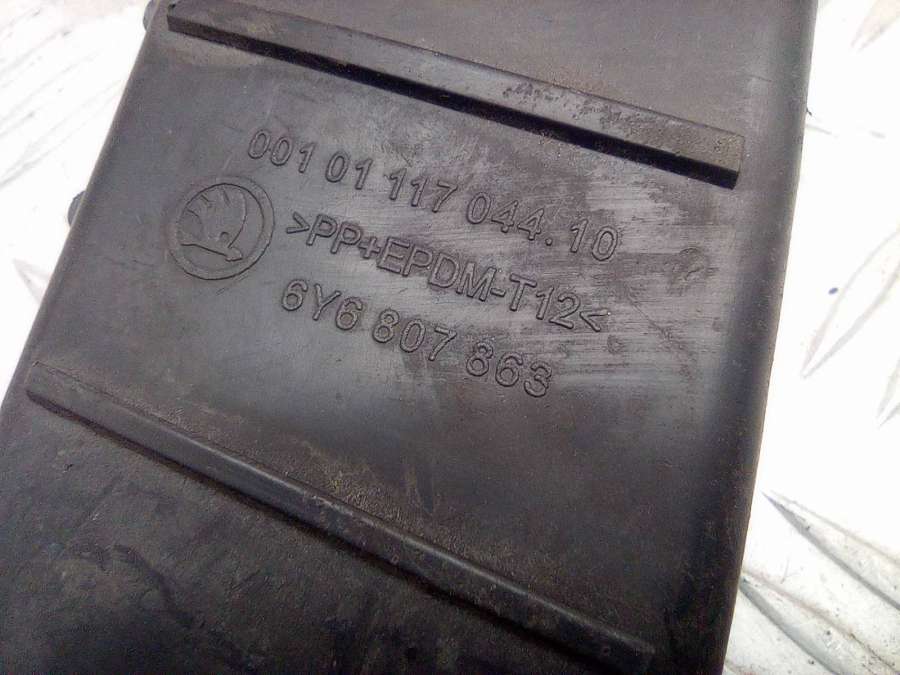 001 01 117 044.10
>PP+EPDM-T12<
6Y6 807 863